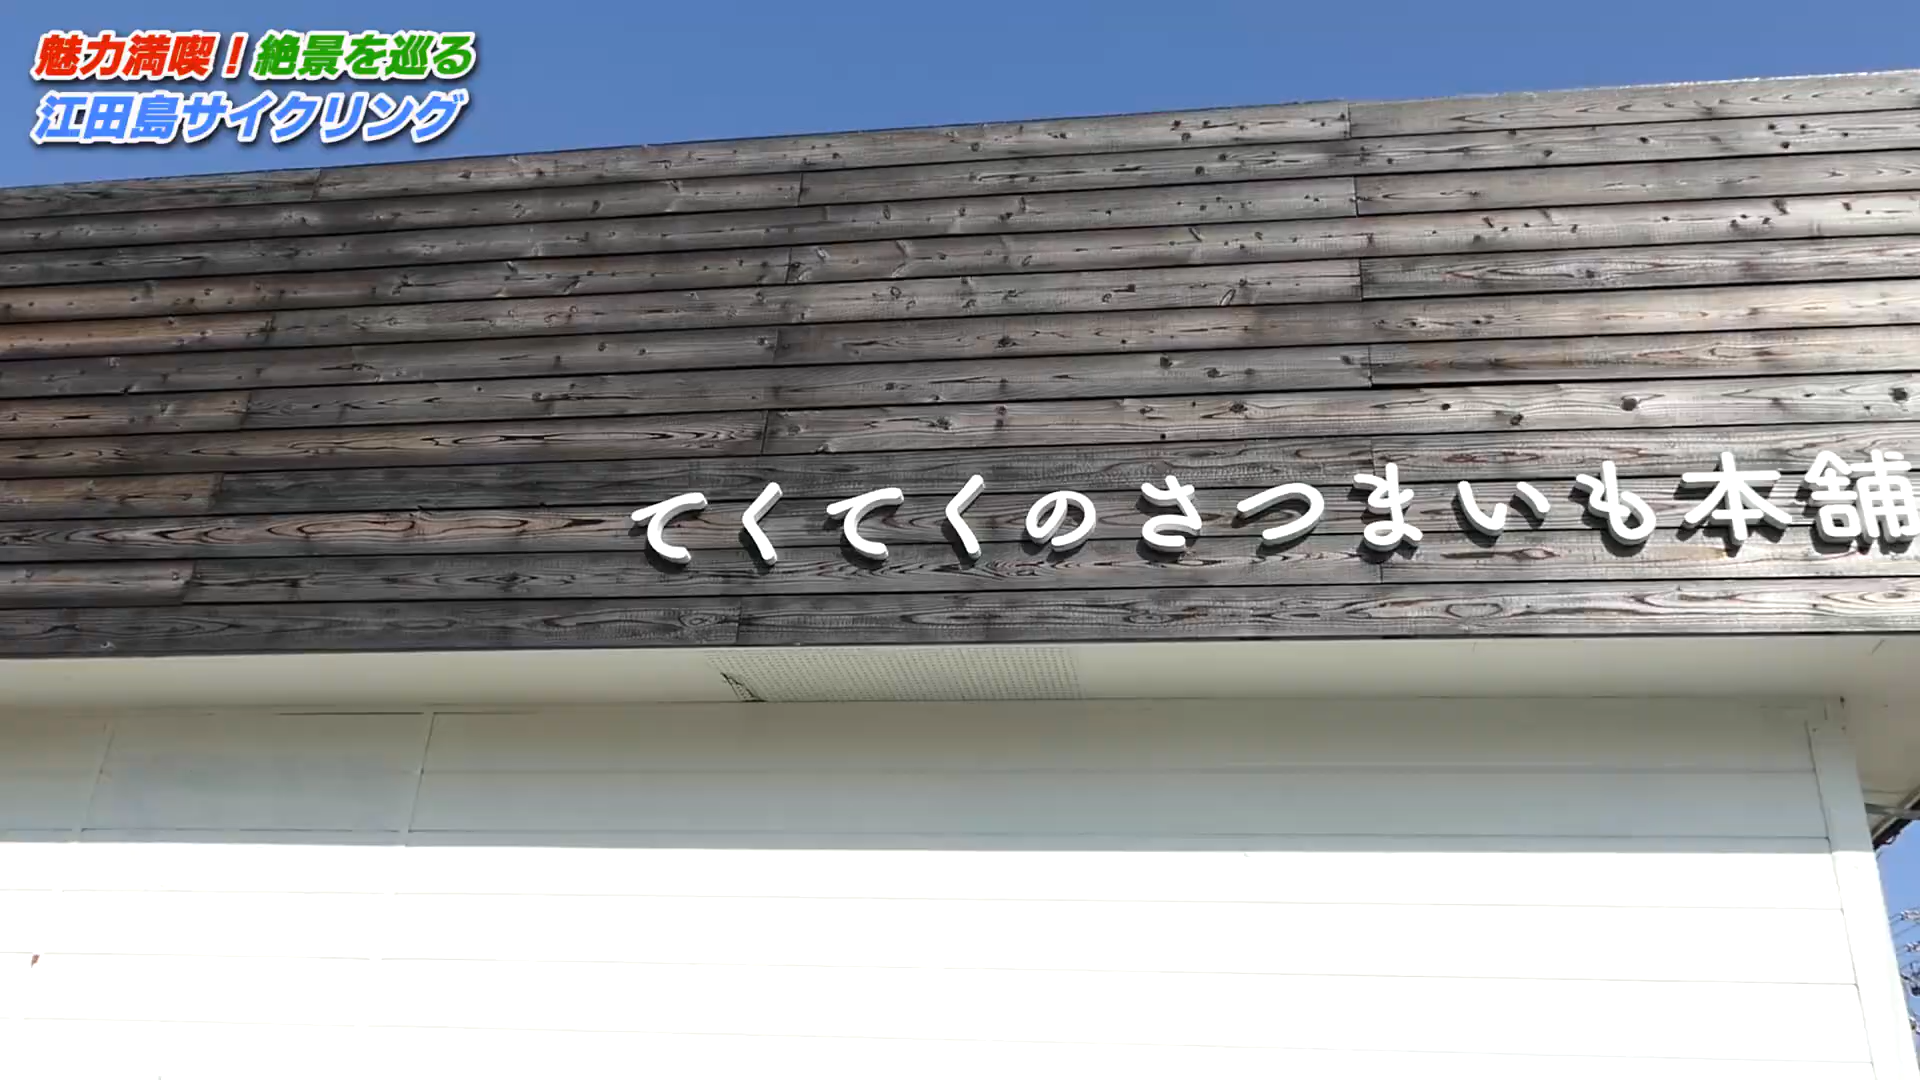 魅力満喫！絶景を巡る
江田島サイクリング
てくてくのさつまいも本舗